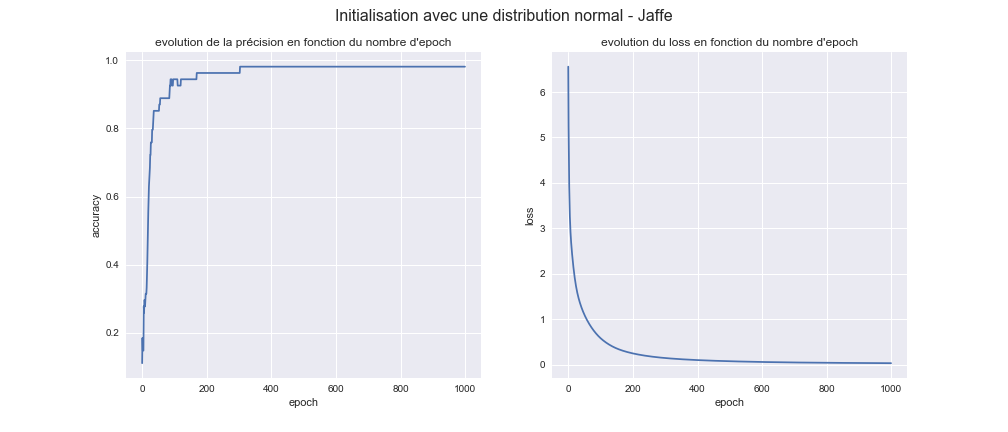 Initialisation avec une distribution normal - Jaffe
evolution de la précision en fonction du nombre d'epoch
1.0
0.8
0.6
0.4
0.2
accuracy
0 200 400 600 800 1000
epoch
evolution du loss en fonction du nombre d'epoch
6
5
4
3
2
1
0
loss
0 200 400 600 800 1000
epoch